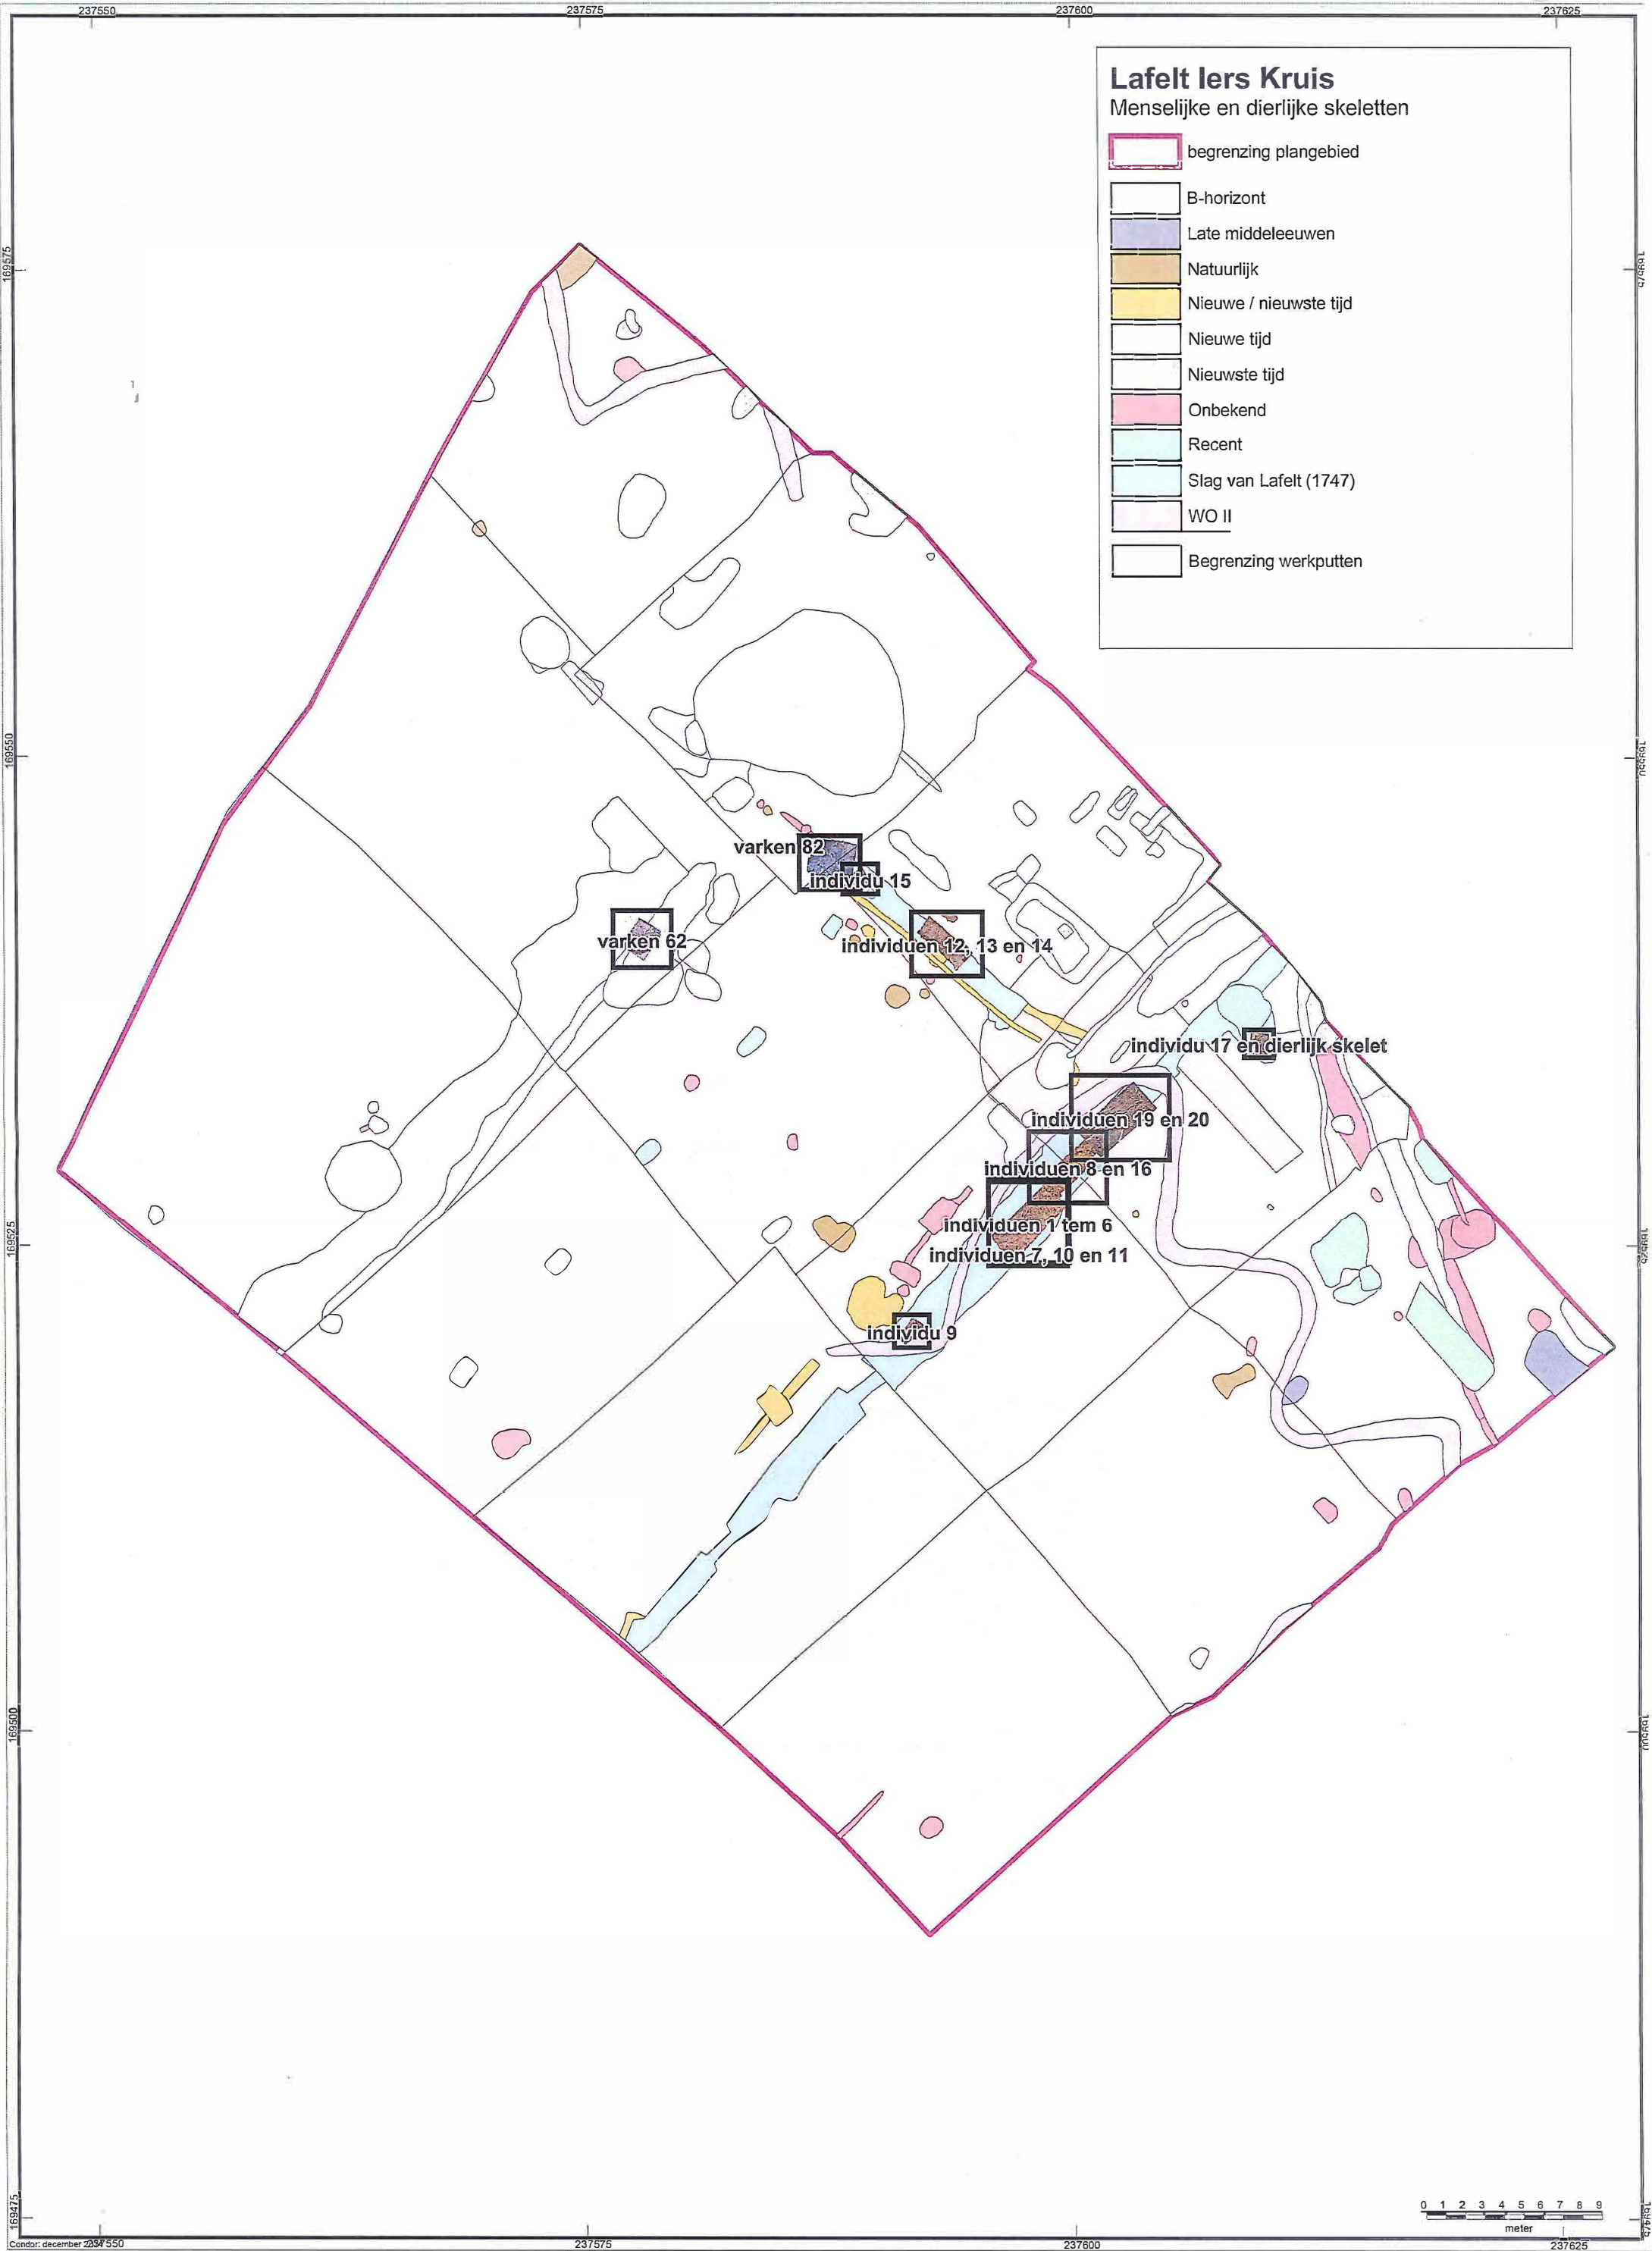 237550
237575
237600
237625
Lafelt Iers Kruis
Menselijke en dierlijke skeletten
begrenzing plangebied
B-horizont
Late middeleeuwen
Natuurlijk
Nieuwe / nieuwste tijd
Nieuwe tijd
Nieuwste tijd
Onbekend
Recent
Slag van Lafelt (1747)
WO II
Begrenzing werkputten
169575
169550
varken 82
individu 15
varken 62
individuen 12, 13 en 14
individu 17 en dierlijk skelet
individuen 19 en 20
individuen 8 en 16
169525
individuen 1 tem 6
individuen 7, 10 en 11
individu 9
169500
169475
0 1 2 3 4 5 6 7 8 9
meter
Condor: december
237575
237600
237625